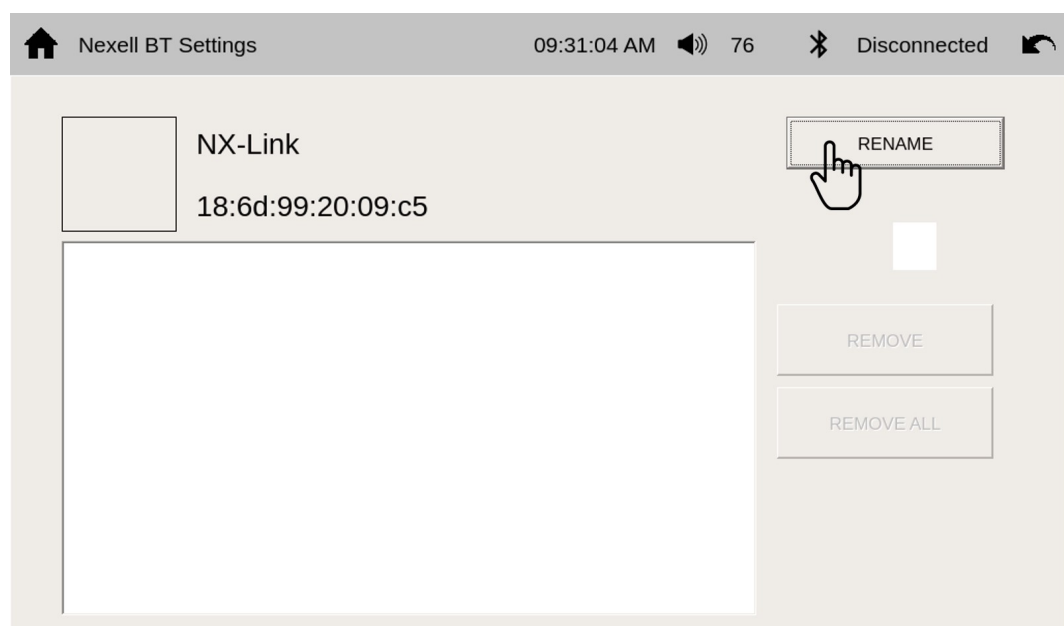 Nexell BT Settings 09:31:04 AM 76 Disconnected
NX-Link RENAME
18:6d:99:20:09:c5
REMOVE
REMOVE ALL